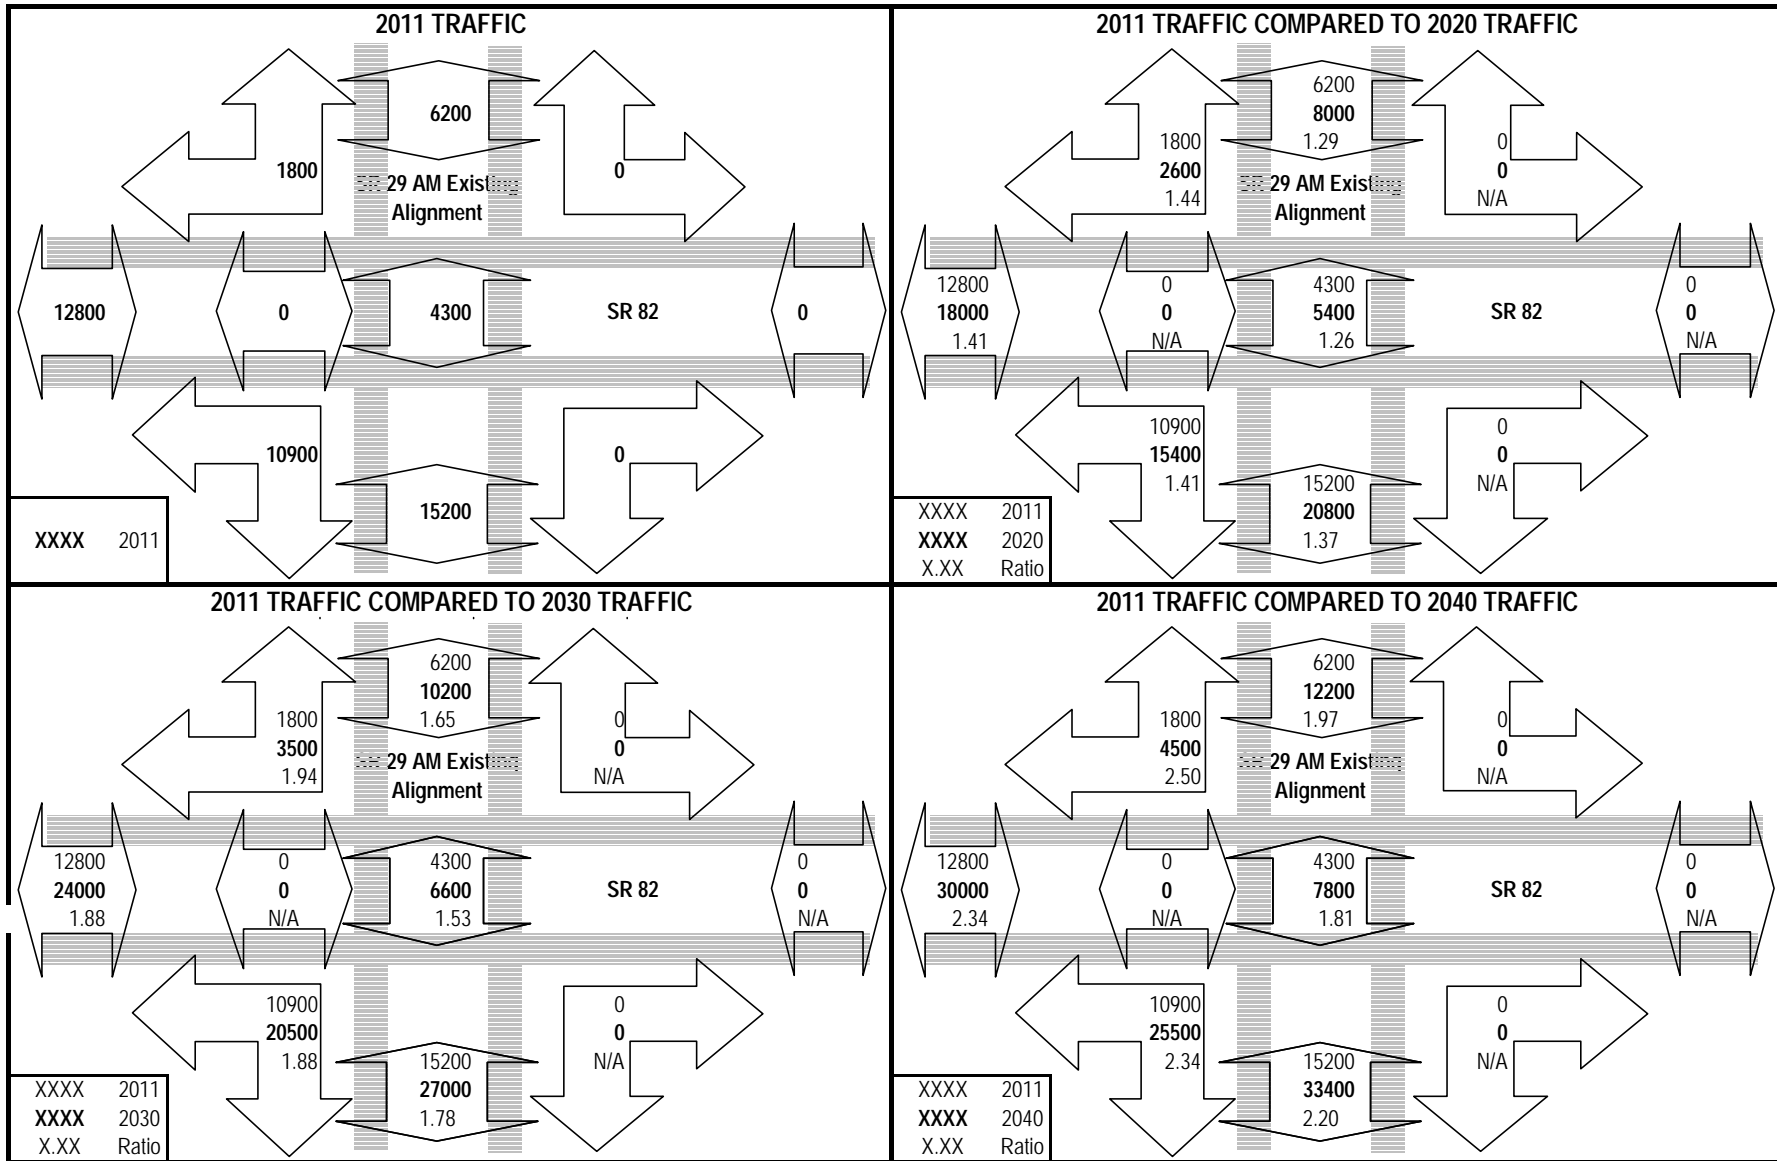 2011 TRAFFIC
6200
1800
0
SR 29 AM Existing
Alignment
12800
0
4300
SR 82
0
10900
0
15200
XXXX 2011
2011 TRAFFIC COMPARED TO 2020 TRAFFIC
6200
8000
1.29
1800
2600
1.44
0
0
N/A
SR 29 AM Existing
Alignment
12800
18000
1.41
0
0
N/A
4300
5400
1.26
SR 82
0
0
N/A
10900
15400
1.41
0
0
N/A
15200
20800
1.37
XXXX 2011
XXXX 2020
X.XX Ratio
2011 TRAFFIC COMPARED TO 2030 TRAFFIC
6200
10200
1.65
1800
3500
1.94
0
0
N/A
SR 29 AM Existing
Alignment
12800
24000
1.88
0
0
N/A
4300
6600
1.53
SR 82
0
0
N/A
10900
20500
1.88
0
0
N/A
15200
27000
1.78
XXXX 2011
XXXX 2030
X.XX Ratio
2011 TRAFFIC COMPARED TO 2040 TRAFFIC
6200
12200
1.97
1800
4500
2.50
0
0
N/A
SR 29 AM Existing
Alignment
12800
30000
2.34
0
0
N/A
4300
7800
1.81
SR 82
0
0
N/A
10900
25500
2.34
0
0
N/A
15200
33400
2.20
XXXX 2011
XXXX 2040
X.XX Ratio